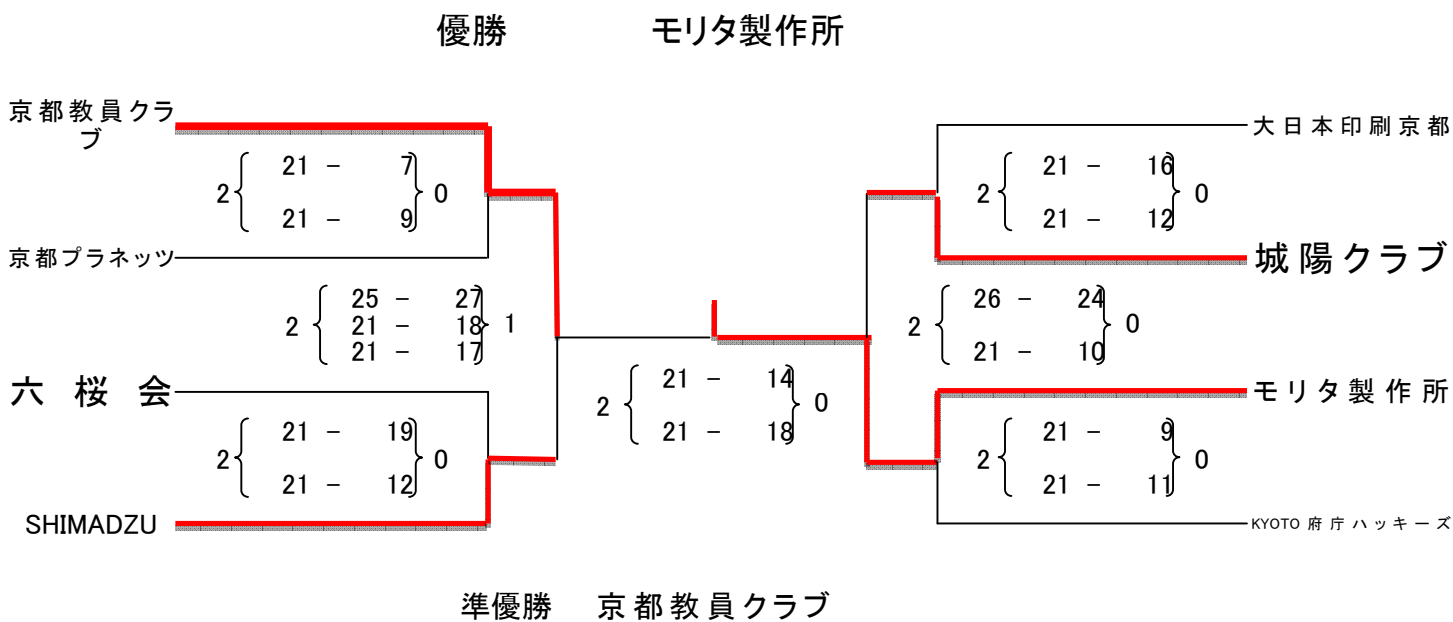 優勝 モリタ製作所
京都教員クラ
ブ
2 21 - 7 0
21 - 9
京都プラネッツ
25 - 27
2 21 - 18 1
21 - 17
六桜会
2 21 - 19 0
21 - 12
SHIMADZU
2 21 - 14 0
21 - 18
大日本印刷京都
2 21 - 16 0
21 - 12
城陽クラブ
2 26 - 24 0
21 - 10
モリタ製作所
2 21 - 9 0
21 - 11
KYOTO府庁ハッキーズ
準優勝 京都教員クラブ